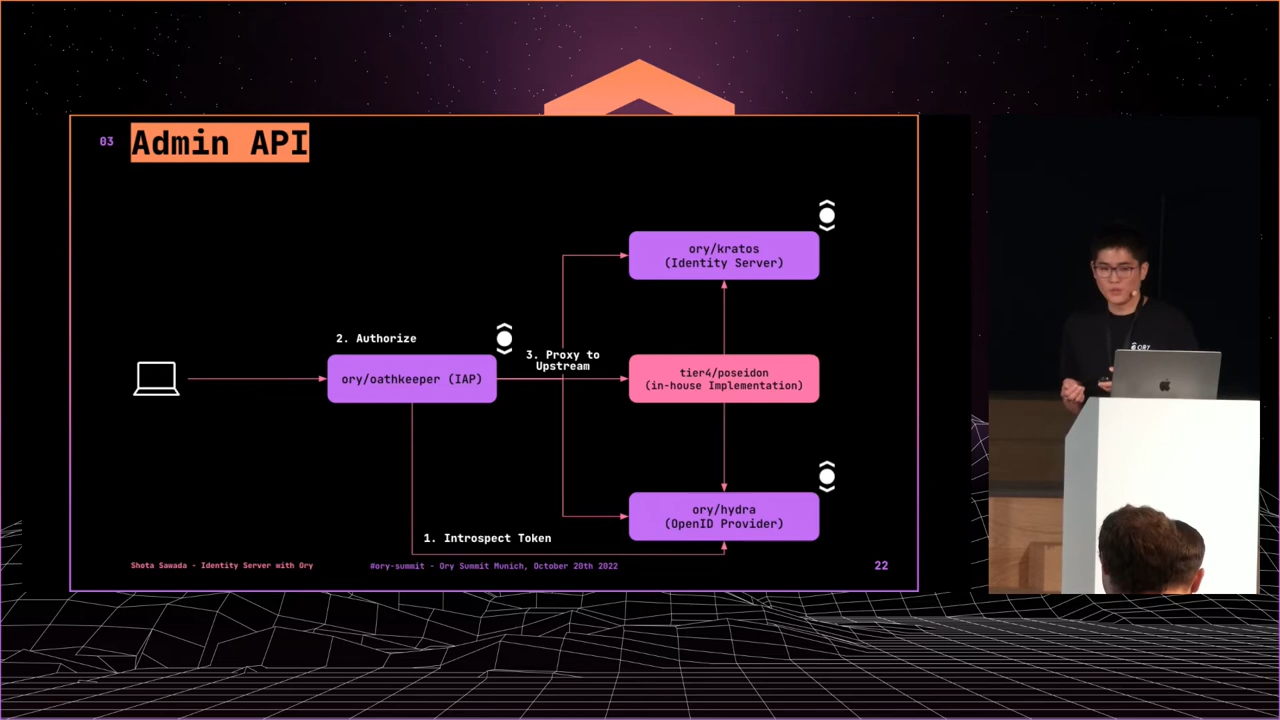 03
Admin API
ory/kratos
(Identity Server)
2. Authorize
3. Proxy to
Upstream
ory/oathkeeper (IAP)
tier4/poseidon
(in-house Implementation)
ory/hydra
(OpenID Provider)
1. Introspect Token
Shota Sawada - Identity Server with Ory
#ory-summit - Ory Summit Munich, October 20th 2022
22
ORY